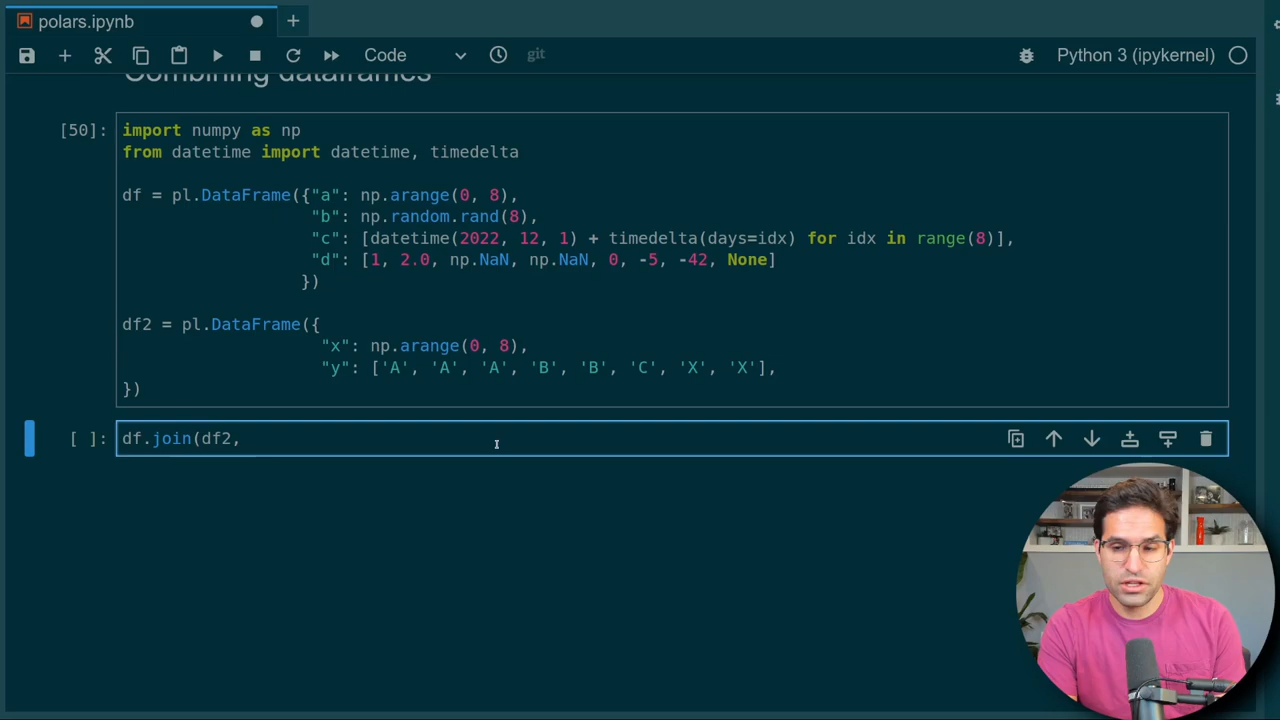 polars.ipynb
Code
git
Python 3 (ipykernel)
Combining dataframes
[50]:
import numpy as np
from datetime import datetime, timedelta
df = pl.DataFrame({"a": np.arange(0, 8),
"b": np.random.rand(8),
"c": [datetime(2022, 12, 1) + timedelta(days=idx) for idx in range(8)],
"d": [1, 2.0, np.NaN, np.NaN, 0, -5, -42, None]
})
df2 = pl.DataFrame({
"x": np.arange(0, 8),
"y": ['A', 'A', 'A', 'B', 'B', 'C', 'X', 'X'],
})
[ ]:
df.join(df2,